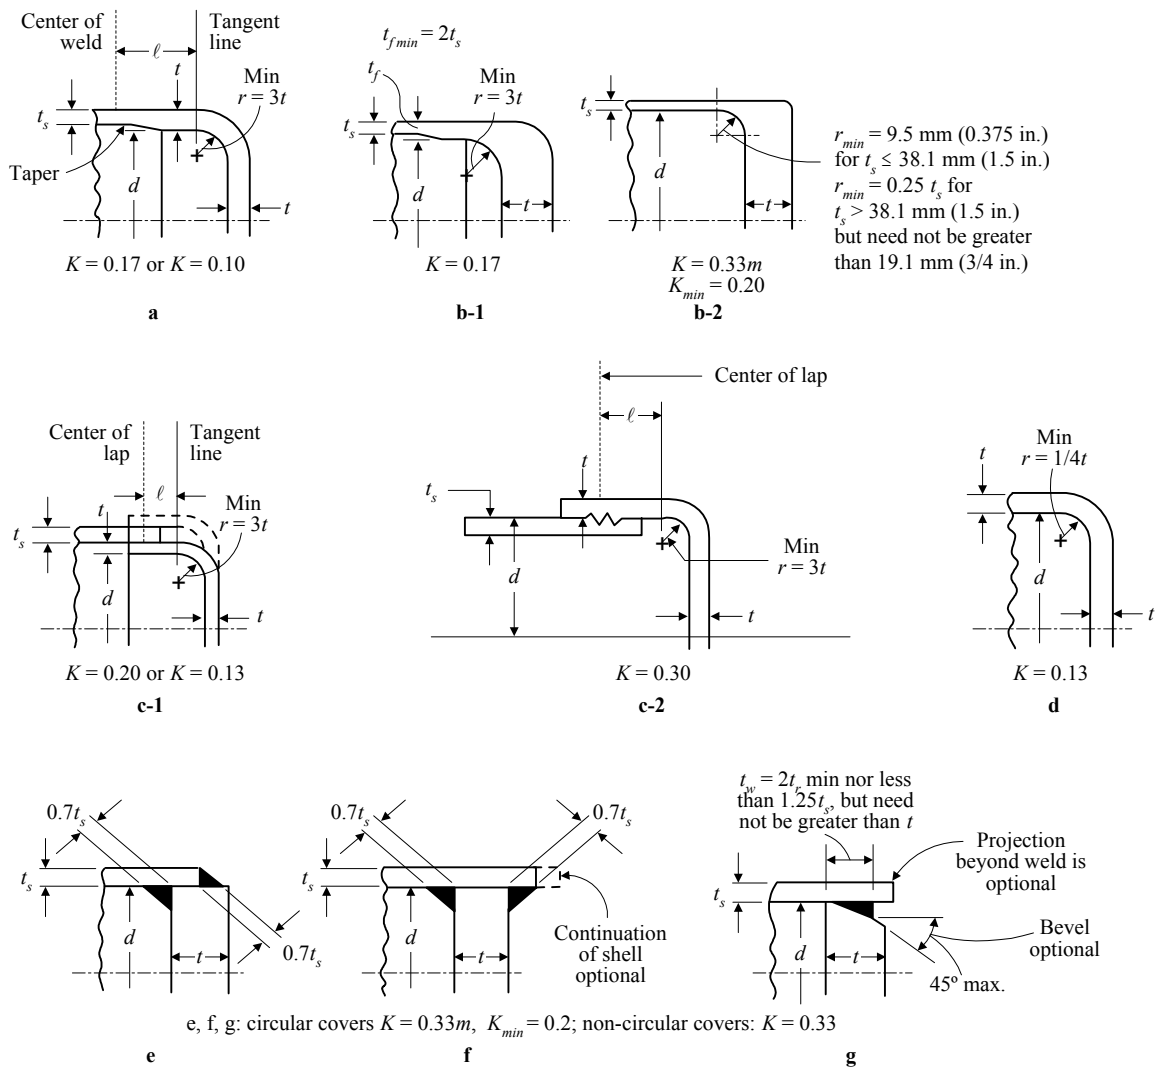 Center of
weld
Tangent
line
ℓ
t
Min
r = 3t
t_s
Taper
d
t
K = 0.17 or K = 0.10
a
t_f min = 2t_s
t_f
Min
r = 3t
t_s
d
t
K = 0.17
b-1
t_s
d
t
r_min = 9.5 mm (0.375 in.)
for t_s ≤ 38.1 mm (1.5 in.)
r_min = 0.25 t_s for
t_s > 38.1 mm (1.5 in.)
but need not be greater
than 19.1 mm (3/4 in.)
K = 0.33m
K_min = 0.20
b-2
Center of
lap
Tangent
line
ℓ
t
Min
r = 3t
t_s
d
t
K = 0.20 or K = 0.13
c-1
Center of lap
ℓ
t
t_s
d
Min
r = 3t
t
K = 0.30
c-2
Min
r = 1/4t
t
d
t
K = 0.13
d
0.7t_s
t_s
d
t
0.7t_s
e
0.7t_s
0.7t_s
t_s
d
t
Continuation
of shell
optional
f
t_w = 2t_r min nor less
than 1.25t_s, but need
not be greater than t
Projection
beyond weld is
optional
t_s
d
t
Bevel
optional
45º max.
e, f, g: circular covers K = 0.33m, K_min = 0.2; non-circular covers: K = 0.33
g